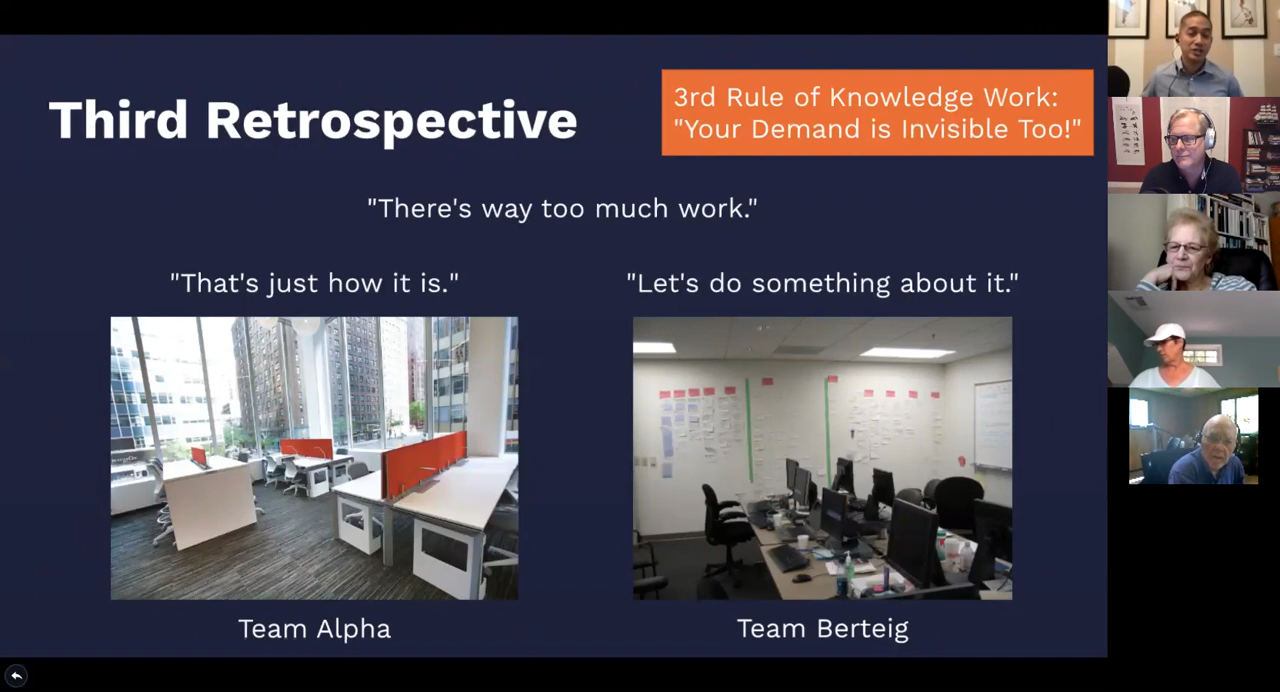 Third Retrospective
3rd Rule of Knowledge Work:
"Your Demand is Invisible Too!"
"There's way too much work."
"That's just how it is."
"Let's do something about it."
Team Alpha
Team Berteig